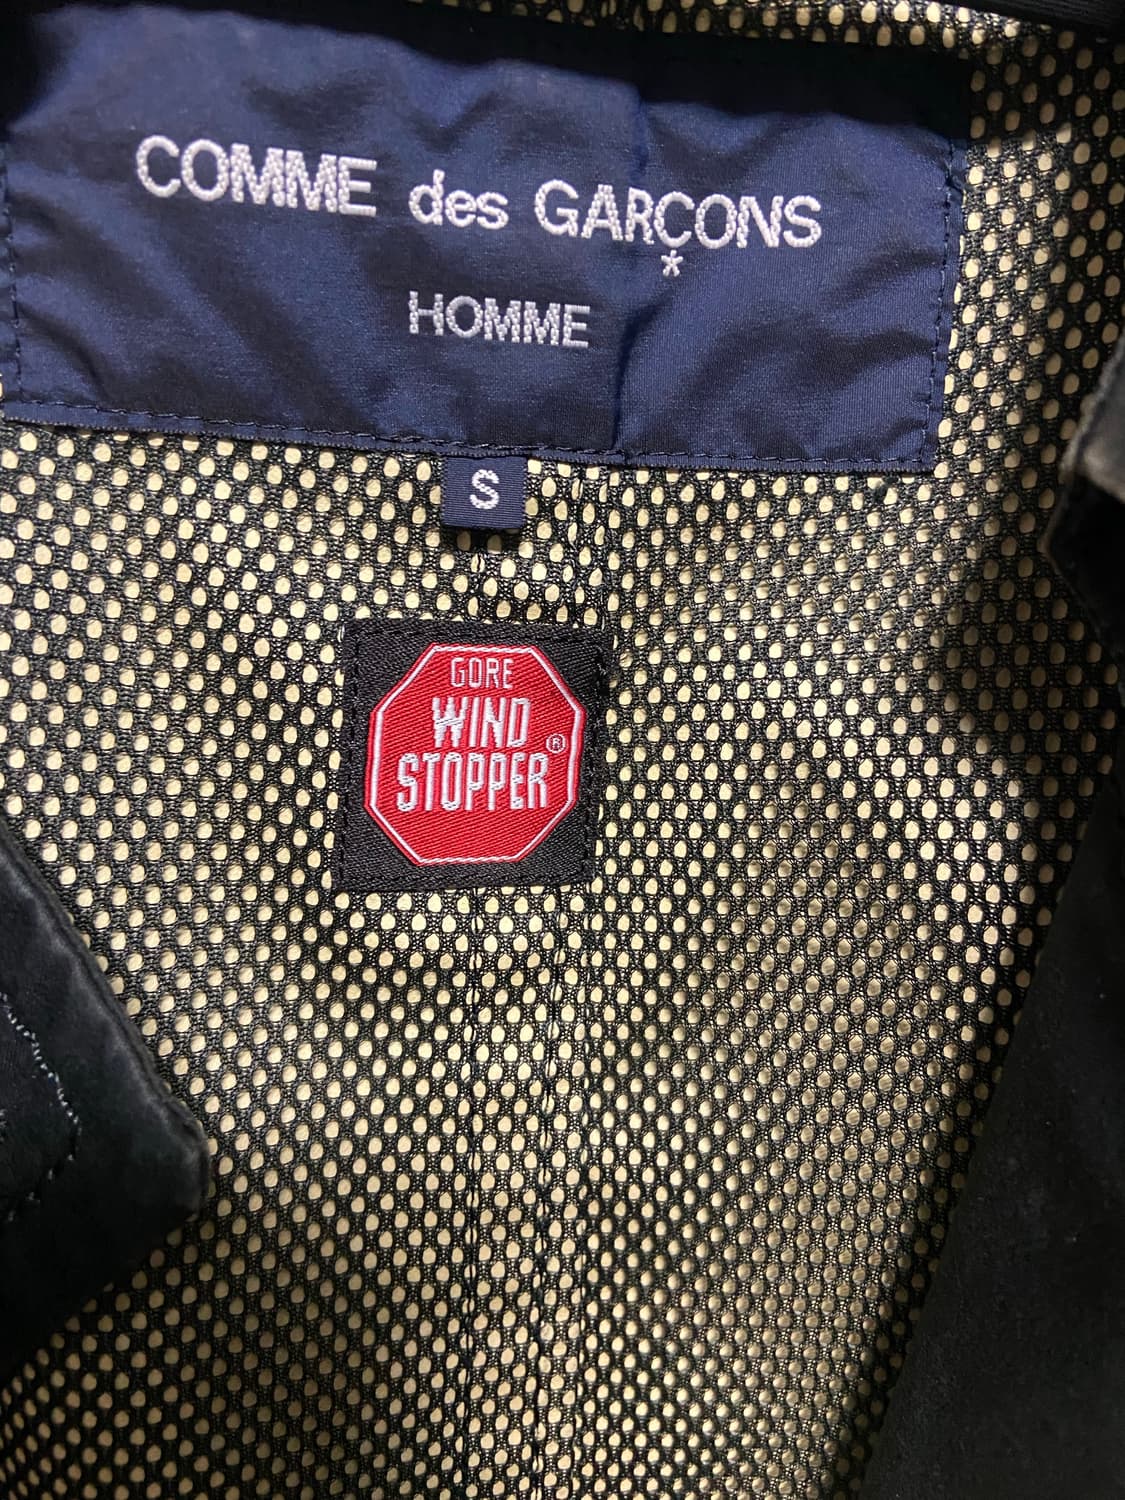 COMME des GARÇONS
*
HOMME
S
GORE
WIND
STOPPER®